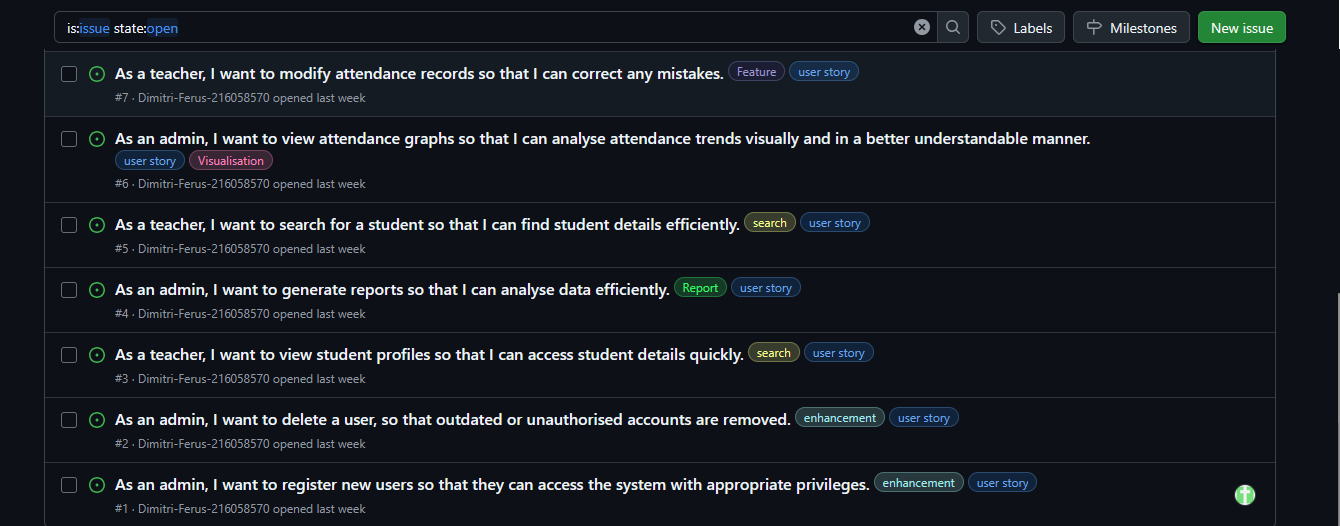 is:issue state:open
Labels
Milestones
New issue
As a teacher, I want to modify attendance records so that I can correct any mistakes. Feature user story
#7 · Dimitri-Ferus-216058570 opened last week
As an admin, I want to view attendance graphs so that I can analyse attendance trends visually and in a better understandable manner.
user story Visualisation
#6 · Dimitri-Ferus-216058570 opened last week
As a teacher, I want to search for a student so that I can find student details efficiently. search user story
#5 · Dimitri-Ferus-216058570 opened last week
As an admin, I want to generate reports so that I can analyse data efficiently. Report user story
#4 · Dimitri-Ferus-216058570 opened last week
As a teacher, I want to view student profiles so that I can access student details quickly. search user story
#3 · Dimitri-Ferus-216058570 opened last week
As an admin, I want to delete a user, so that outdated or unauthorised accounts are removed. enhancement user story
#2 · Dimitri-Ferus-216058570 opened last week
As an admin, I want to register new users so that they can access the system with appropriate privileges. enhancement user story
#1 · Dimitri-Ferus-216058570 opened last week